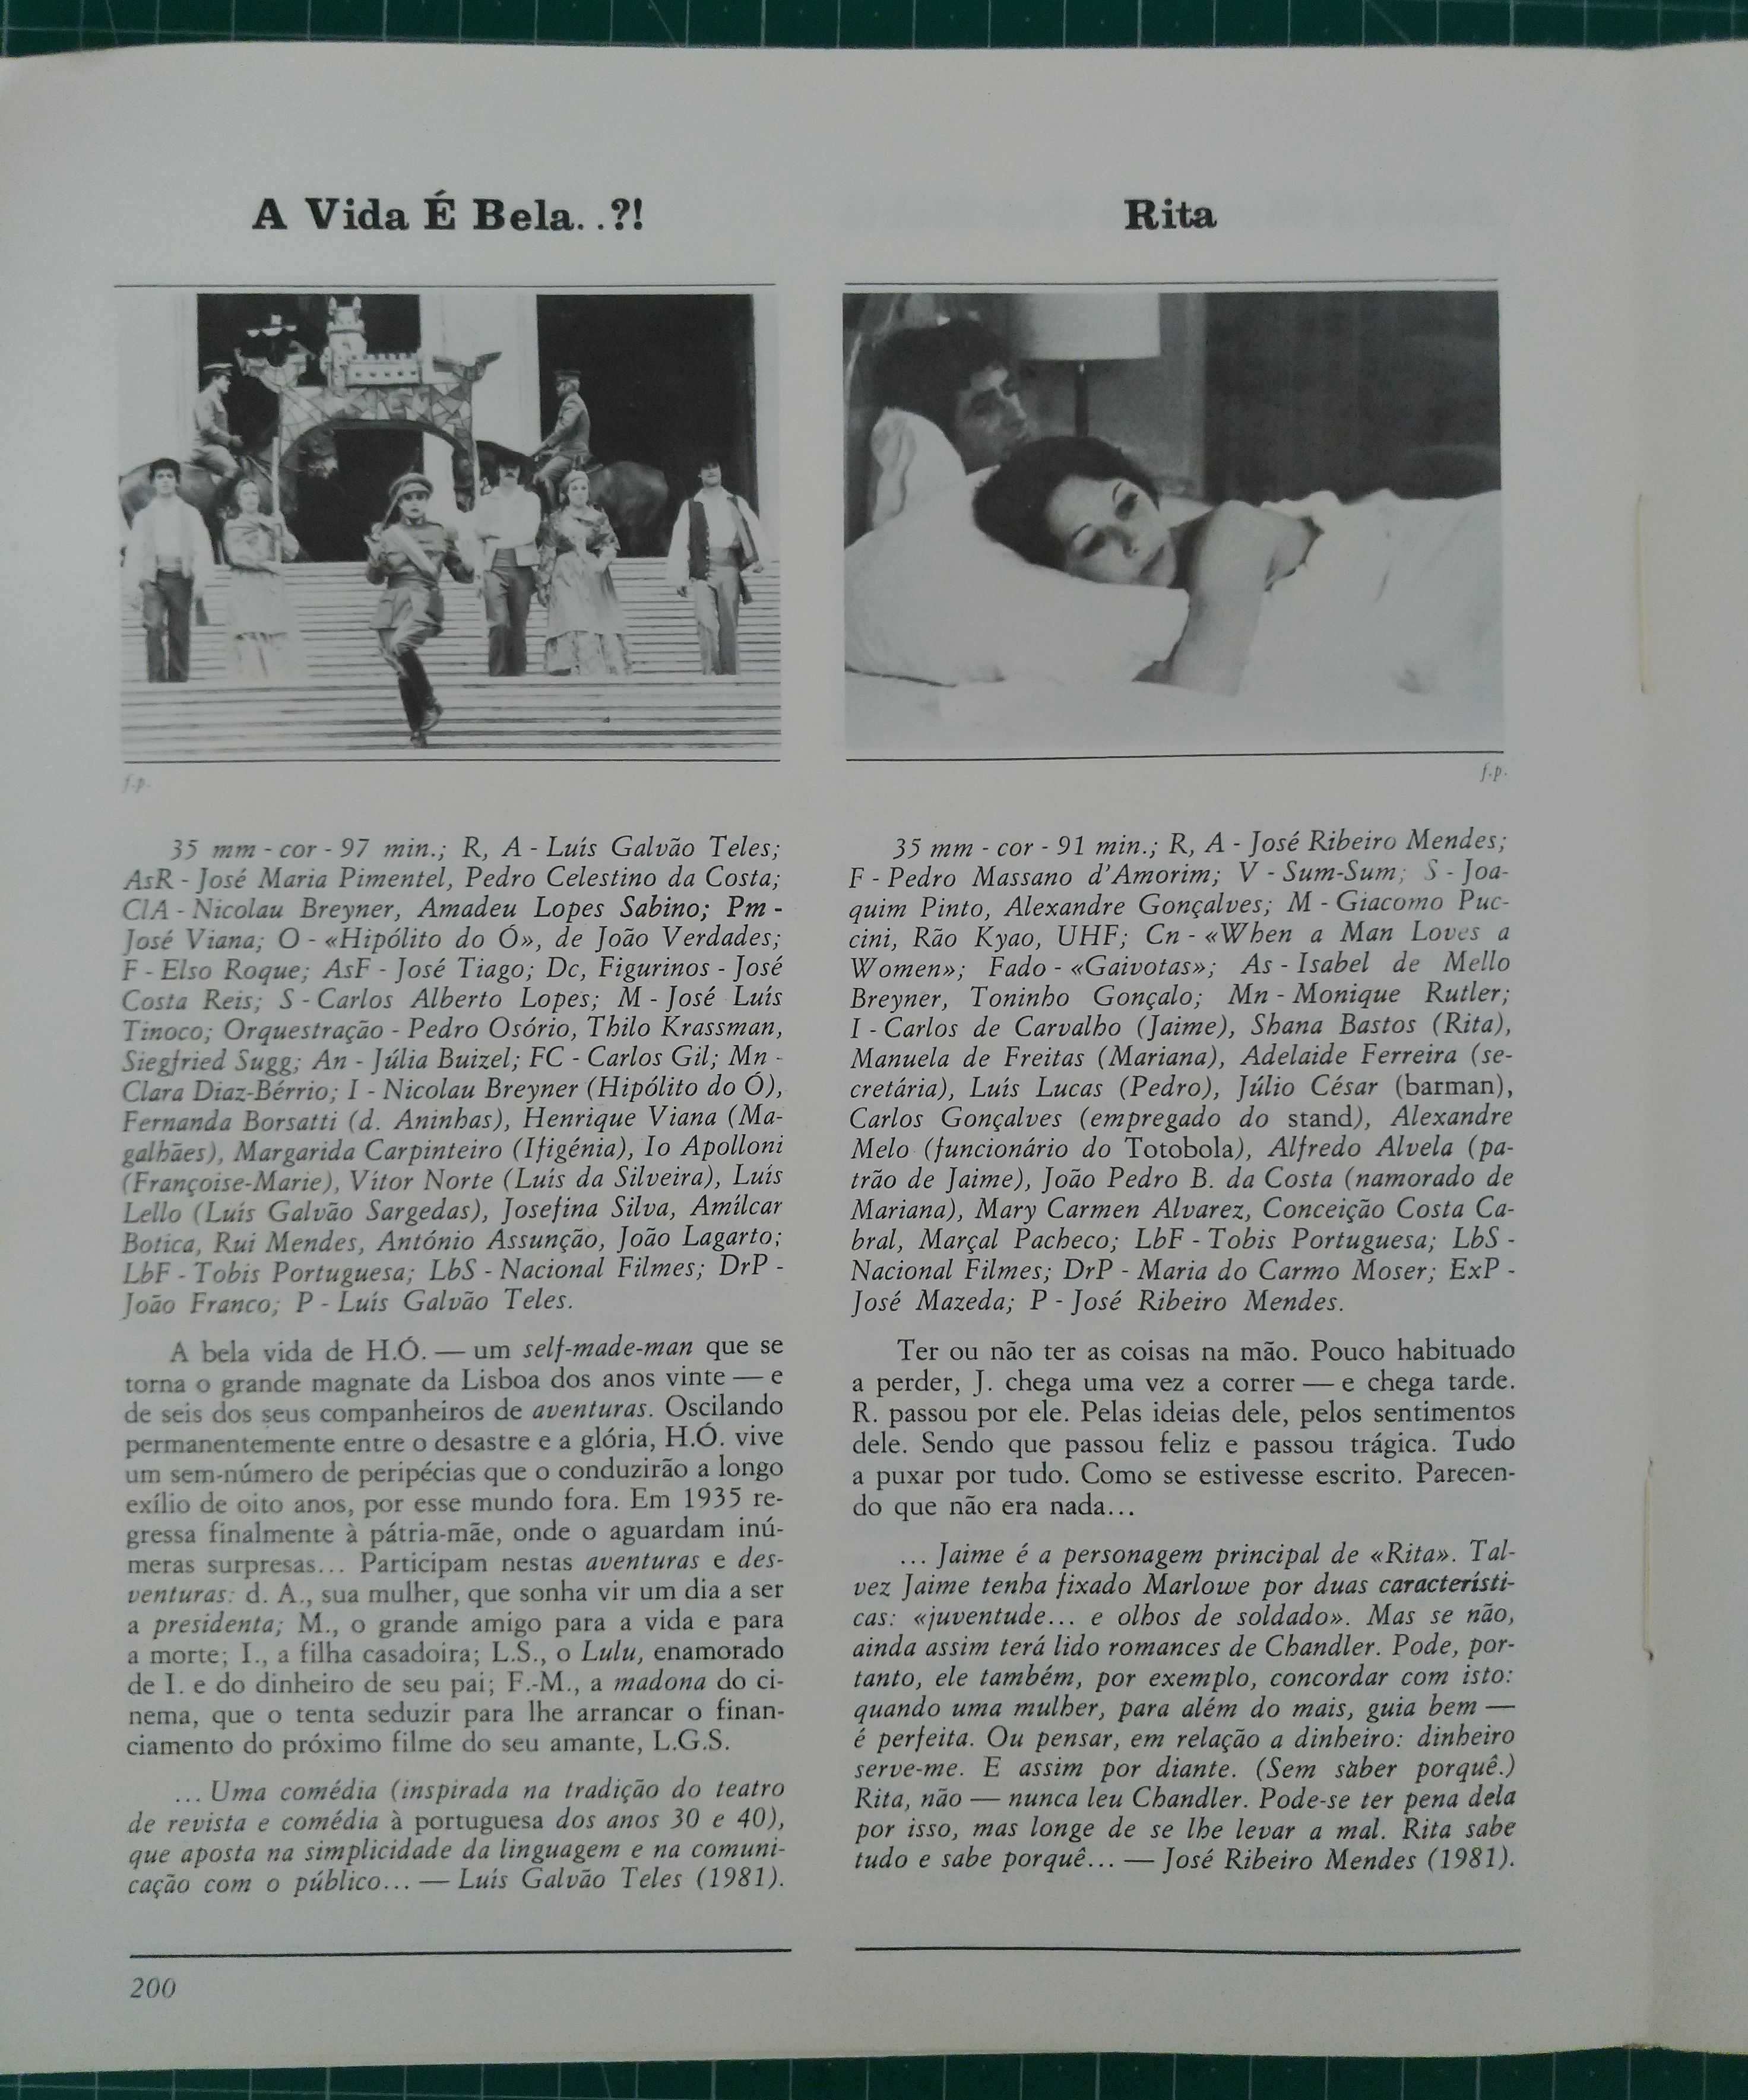 A Vida É Bela. .?!
f.p.
35 mm - cor - 97 min.; R, A - Luís Galvão Teles;
AsR - José Maria Pimentel, Pedro Celestino da Costa;
ClA - Nicolau Breyner, Amadeu Lopes Sabino; Pm -
José Viana; O - «Hipólito do Ó», de João Verdades;
F - Elso Roque; AsF - José Tiago; Dc, Figurinos - José
Costa Reis; S - Carlos Alberto Lopes; M - José Luís
Tinoco; Orquestração - Pedro Osório, Thilo Krassman,
Siegfried Sugg; An - Júlia Buizel; FC - Carlos Gil; Mn -
Clara Diaz-Bérrio; I - Nicolau Breyner (Hipólito do Ó),
Fernanda Borsatti (d. Aninhas), Henrique Viana (Ma-
galhães), Margarida Carpinteiro (Ifigénia), Io Apolloni
(Françoise-Marie), Vítor Norte (Luís da Silveira), Luís
Lello (Luís Galvão Sargedas), Josefina Silva, Amílcar
Botica, Rui Mendes, António Assunção, João Lagarto;
LbF - Tobis Portuguesa; LbS - Nacional Filmes; DrP -
João Franco; P - Luís Galvão Teles.
A bela vida de H.Ó. — um self-made-man que se
torna o grande magnate da Lisboa dos anos vinte — e
de seis dos seus companheiros de aventuras. Oscilando
permanentemente entre o desastre e a glória, H.Ó. vive
um sem-número de peripécias que o conduzirão a longo
exílio de oito anos, por esse mundo fora. Em 1935 re-
gressa finalmente à pátria-mãe, onde o aguardam inú-
meras surpresas... Participam nestas aventuras e des-
venturas: d. A., sua mulher, que sonha vir um dia a ser
a presidenta; M., o grande amigo para a vida e para
a morte; I., a filha casadoira; L.S., o Lulu, enamorado
de I. e do dinheiro de seu pai; F.-M., a madona do ci-
nema, que o tenta seduzir para lhe arrancar o finan-
ciamento do próximo filme do seu amante, L.G.S.
... Uma comédia (inspirada na tradição do teatro
de revista e comédia à portuguesa dos anos 30 e 40),
que aposta na simplicidade da linguagem e na comuni-
cação com o público... — Luís Galvão Teles (1981).
200
Rita
f.p.
35 mm - cor - 91 min.; R, A - José Ribeiro Mendes;
F - Pedro Massano d'Amorim; V - Sum-Sum; S - Joa-
quim Pinto, Alexandre Gonçalves; M - Giacomo Puc-
cini, Rão Kyao, UHF; Cn - «When a Man Loves a
Women»; Fado - «Gaivotas»; As - Isabel de Mello
Breyner, Toninho Gonçalo; Mn - Monique Rutler;
I - Carlos de Carvalho (Jaime), Shana Bastos (Rita),
Manuela de Freitas (Mariana), Adelaide Ferreira (se-
cretária), Luís Lucas (Pedro), Júlio César (barman),
Carlos Gonçalves (empregado do stand), Alexandre
Melo (funcionário do Totobola), Alfredo Alvela (pa-
trão de Jaime), João Pedro B. da Costa (namorado de
Mariana), Mary Carmen Alvarez, Conceição Costa Ca-
bral, Marçal Pacheco; LbF - Tobis Portuguesa; LbS -
Nacional Filmes; DrP - Maria do Carmo Moser; ExP -
José Mazeda; P - José Ribeiro Mendes.
Ter ou não ter as coisas na mão. Pouco habituado
a perder, J. chega uma vez a correr — e chega tarde.
R. passou por ele. Pelas ideias dele, pelos sentimentos
dele. Sendo que passou feliz e passou trágica. Tudo
a puxar por tudo. Como se estivesse escrito. Parecen-
do que não era nada...
... Jaime é a personagem principal de «Rita». Tal-
vez Jaime tenha fixado Marlowe por duas característi-
cas: «juventude... e olhos de soldado». Mas se não,
ainda assim terá lido romances de Chandler. Pode, por-
tanto, ele também, por exemplo, concordar com isto:
quando uma mulher, para além do mais, guia bem —
é perfeita. Ou pensar, em relação a dinheiro: dinheiro
serve-me. E assim por diante. (Sem saber porquê.)
Rita, não — nunca leu Chandler. Pode-se ter pena dela
por isso, mas longe de se lhe levar a mal. Rita sabe
tudo e sabe porquê... — José Ribeiro Mendes (1981).